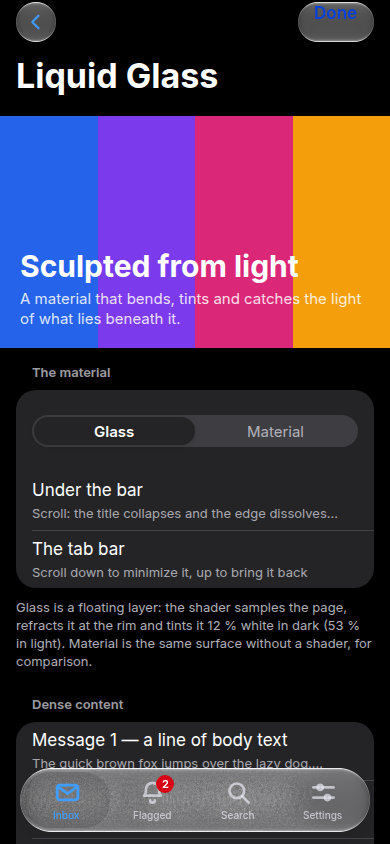 Done
Liquid Glass
Sculpted from light
A material that bends, tints and catches the light
of what lies beneath it.
The material
Glass
Material
Under the bar
Scroll: the title collapses and the edge dissolves...
The tab bar
Scroll down to minimize it, up to bring it back
Glass is a floating layer: the shader samples the page,
refracts it at the rim and tints it 12 % white in dark (53 %
in light). Material is the same surface without a shader, for
comparison.
Dense content
Message 1 — a line of body text
The quick brown fox jumps over the lazy dog....
2
Inbox
Flagged
Search
Settings